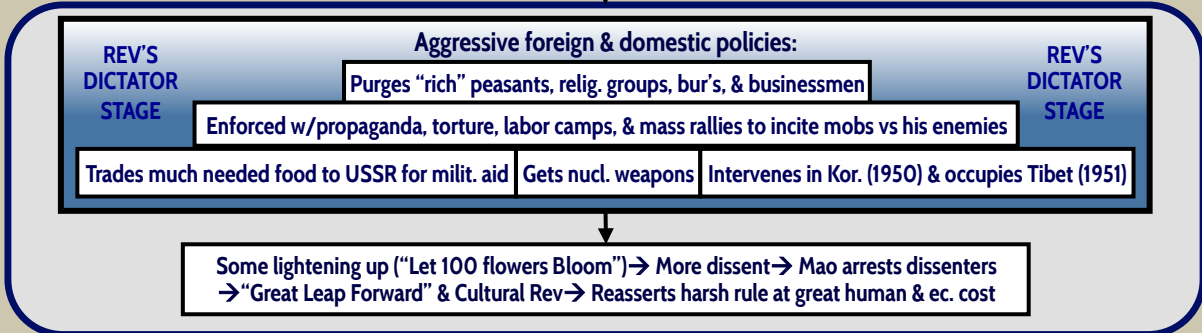 REV'S
DICTATOR
STAGE
Aggressive foreign & domestic policies:
REV'S
DICTATOR
STAGE
Purges “rich” peasants, relig. groups, bur's, & businessmen
Enforced w/propaganda, torture, labor camps, & mass rallies to incite mobs vs his enemies
Trades much needed food to USSR for milit. aid
Gets nucl. weapons
Intervenes in Kor. (1950) & occupies Tibet (1951)
Some lightening up (“Let 100 flowers Bloom”)→ More dissent→ Mao arrests dissenters
→“Great Leap Forward” & Cultural Rev→ Reasserts harsh rule at great human & ec. cost